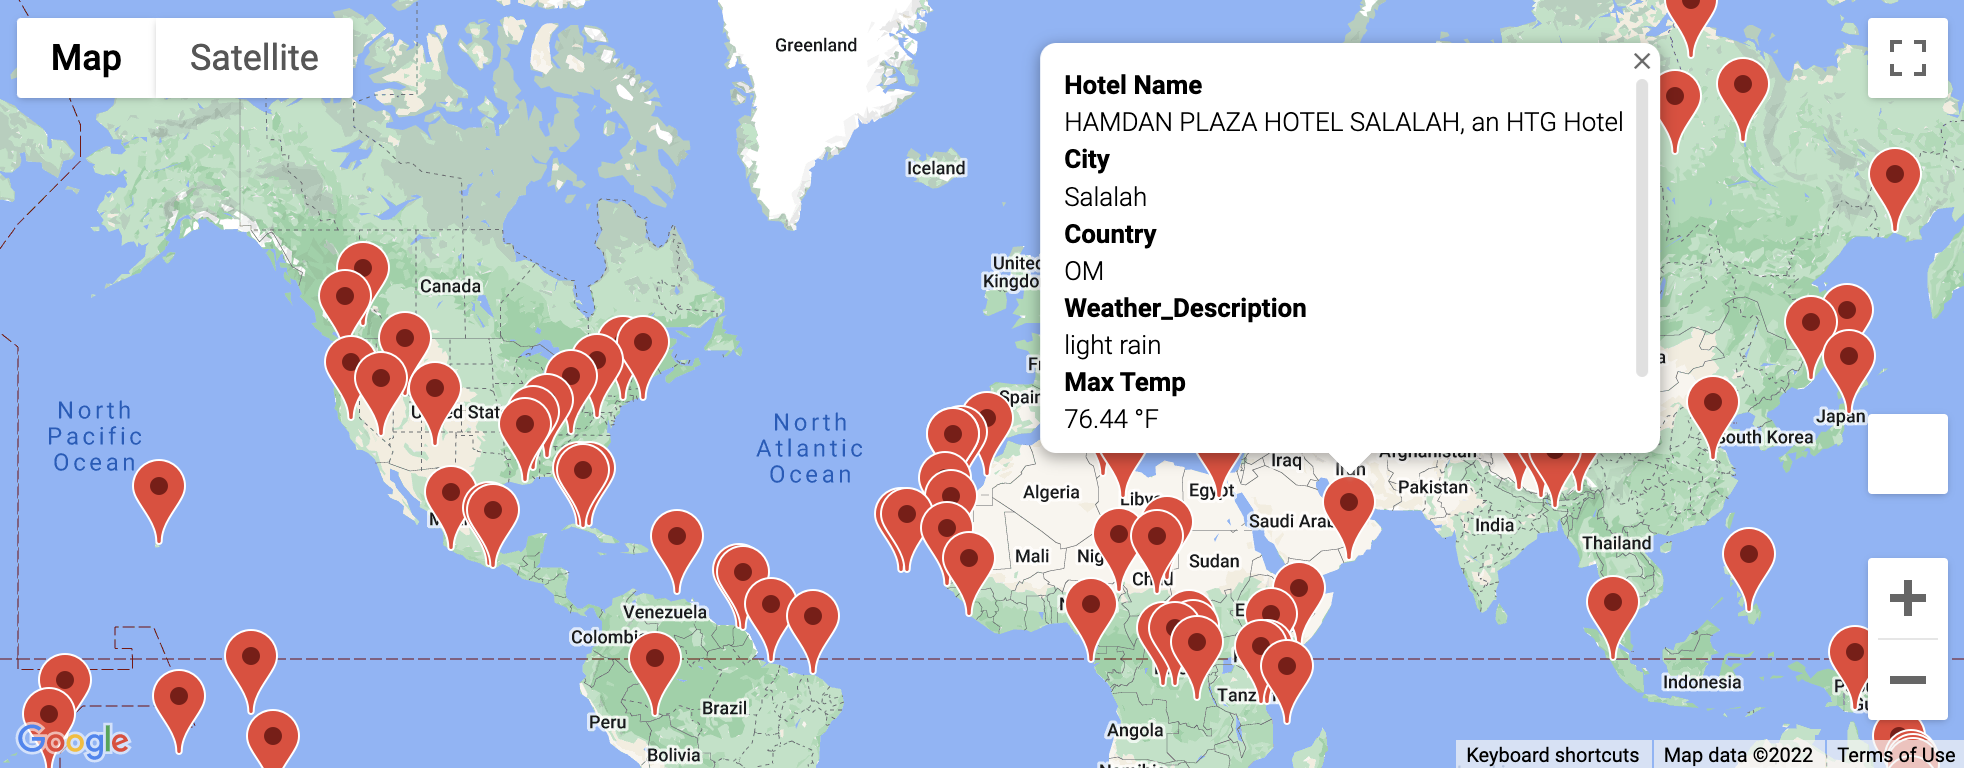 Map
Satellite
Greenland
Iceland
Hotel Name
HAMDAN PLAZA HOTEL SALALAH, an HTG Hotel
City
Salalah
Country
OM
Weather_Description
light rain
Max Temp
76.44 °F
United
Kingdo
Canada
United Stat
Spain
North
Pacific
Ocean
North
Atlantic
Ocean
Japan
South Korea
Iraq
Iran
Afghanistan
Pakistan
Algeria
Libya
Egypt
Saudi Arab
India
Thailand
Mali
Nig
Chad
Sudan
Venezuela
Colombia
Peru
Brazil
Bolivia
Tanz
Angola
Namibia
Indonesia
Google
Keyboard shortcuts
Map data ©2022
Terms of Use